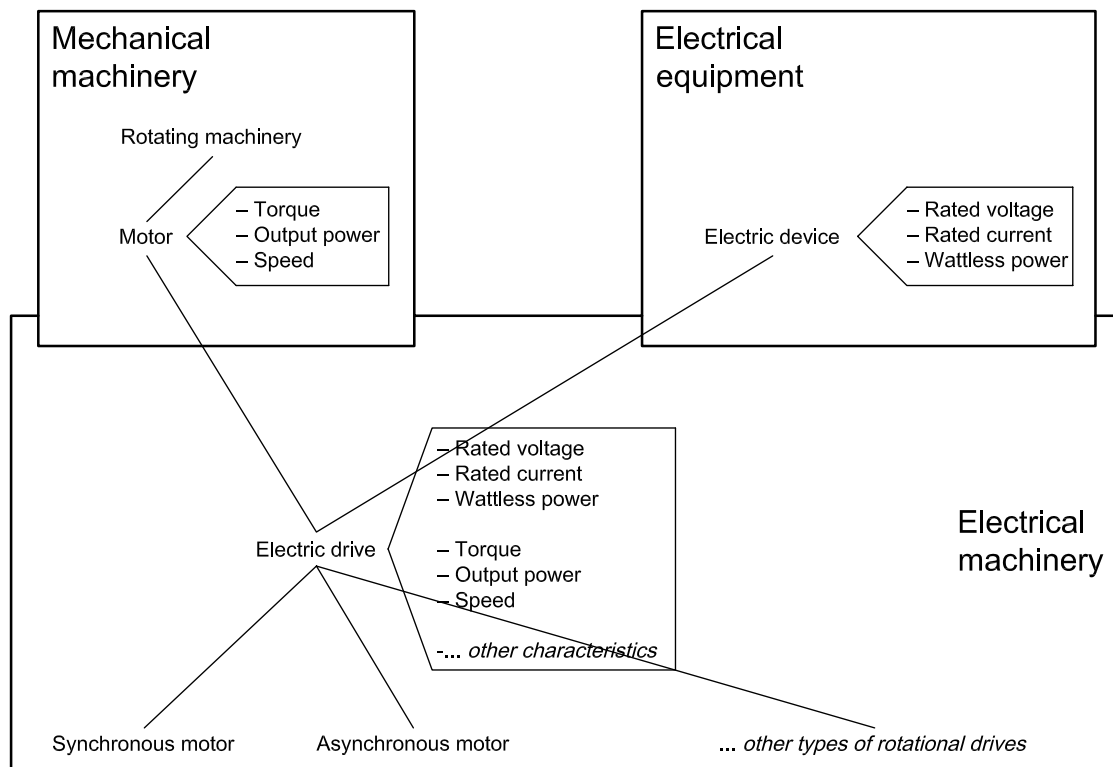 Mechanical
machinery
Rotating machinery
Motor
– Torque
– Output power
– Speed
Electrical
equipment
Electric device
– Rated voltage
– Rated current
– Wattless power
Electric drive
– Rated voltage
– Rated current
– Wattless power
– Torque
– Output power
– Speed
-... other characteristics
Electrical
machinery
Synchronous motor
Asynchronous motor
... other types of rotational drives